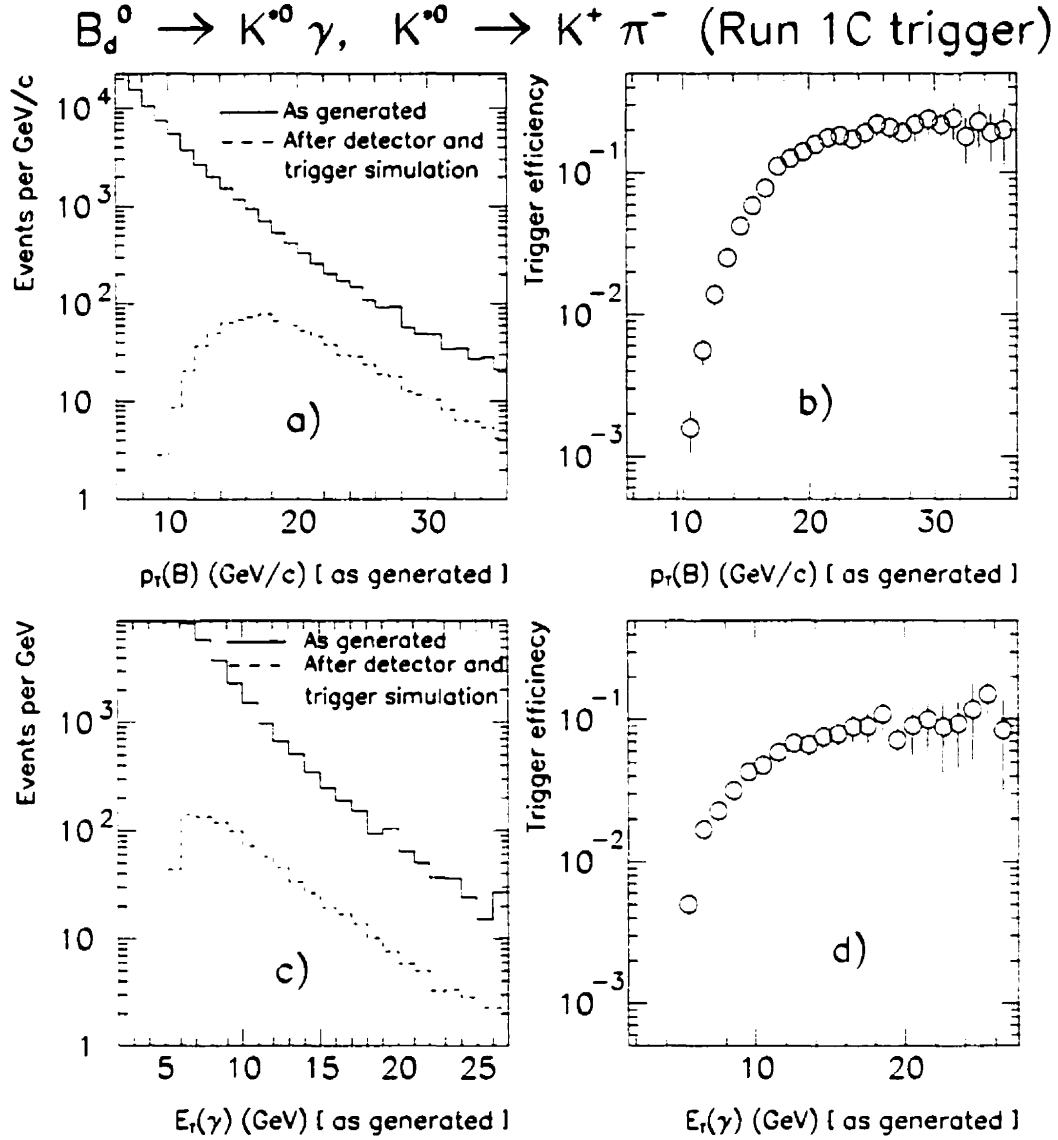 B_d^0 → K^{*0} γ, K^{*0} → K^+ π^- (Run 1C trigger)
Events per GeV/c
10^4
10^3
10^2
10
1
As generated
After detector and
trigger simulation
a)
10 20 30
p_T(B) (GeV/c) [ as generated ]
Trigger efficiency
10^{-1}
10^{-2}
10^{-3}
b)
10 20 30
p_T(B) (GeV/c) [ as generated ]
Events per GeV
10^3
10^2
10
1
As generated
After detector and
trigger simulation
c)
5 10 15 20 25
E_T(γ) (GeV) [ as generated ]
Trigger efficinecy
10^{-1}
10^{-2}
10^{-3}
d)
10 20
E_T(γ) (GeV) [ as generated ]